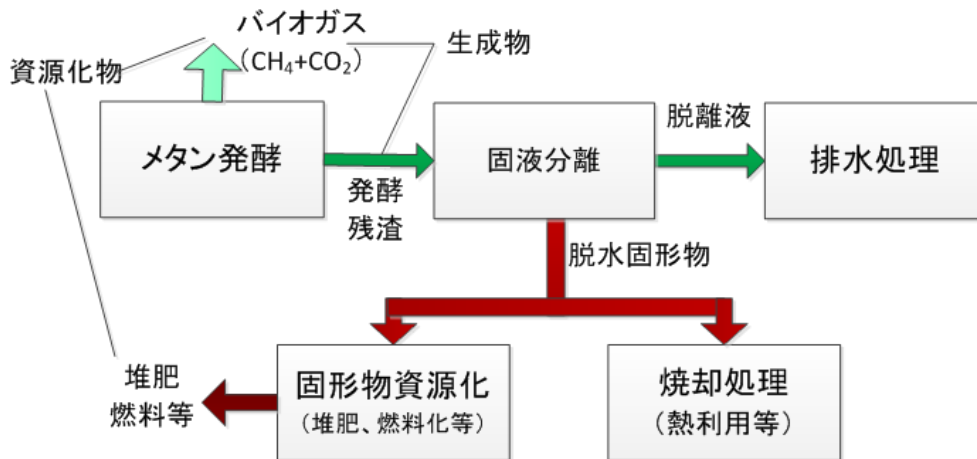 バイオガス
（CH₄+CO₂）
生成物
資源化物
メタン発酵
発酵
残渣
固液分離
脱離液
排水処理
脱水固形物
堆肥
燃料等
固形物資源化
（堆肥、燃料化等）
焼却処理
（熱利用等）